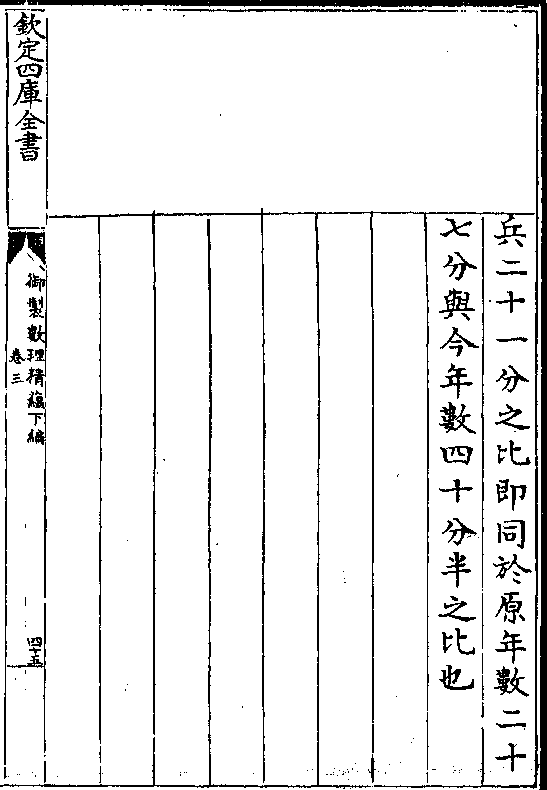 兵二十一分之比即同於原年數二十
七分與今年數四十分半之比也
欽定四庫全書
御製數理精蘊下編
卷三
四十五